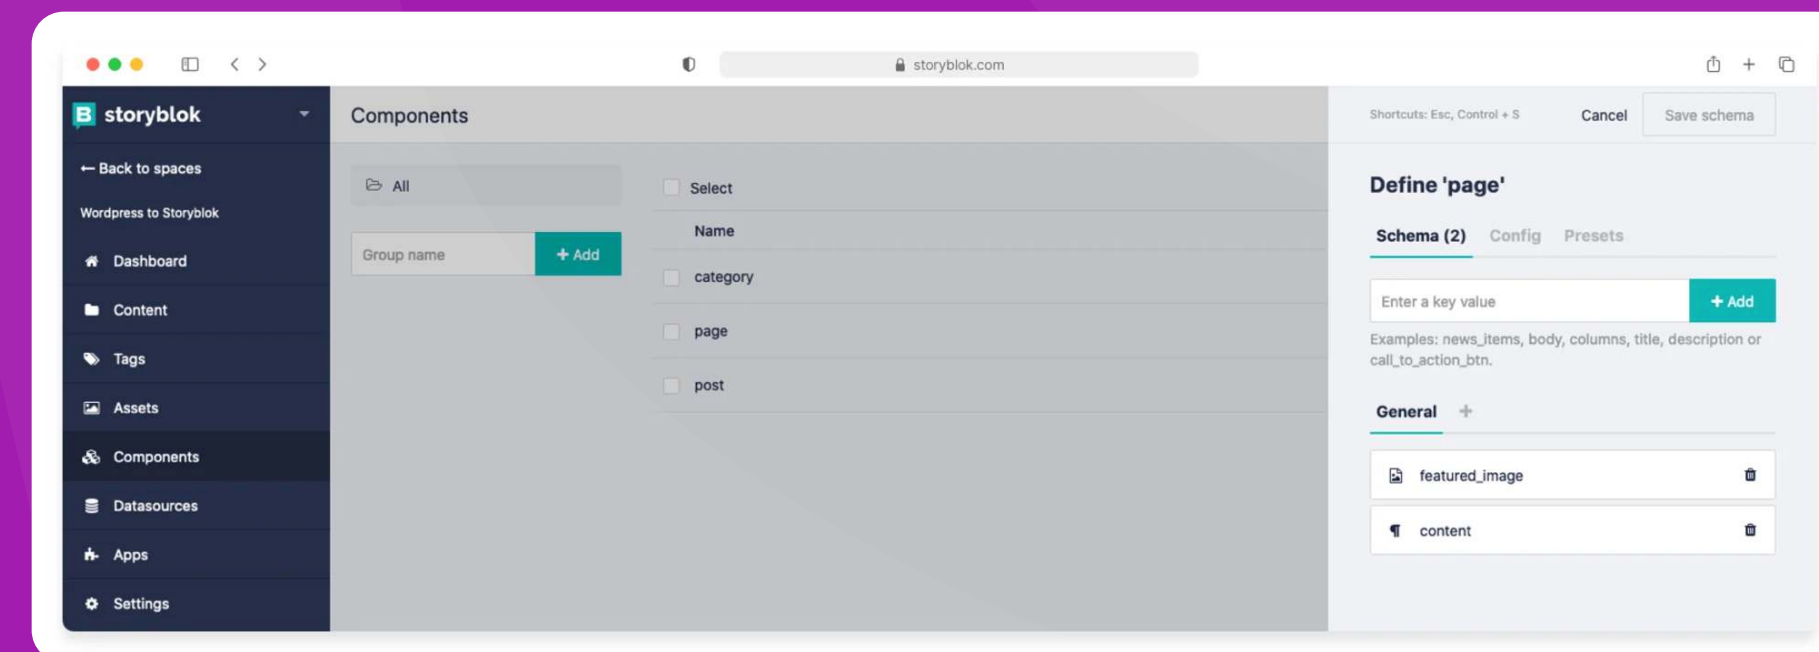 storyblok.com
storyblok
← Back to spaces
Wordpress to Storyblok
Dashboard
Content
Tags
Assets
Components
Datasources
Apps
Settings
Components
All
Group name
+ Add
Select
Name
category
page
post
Shortcuts: Esc, Control + S
Cancel
Save schema
Define 'page'
Schema (2) Config Presets
Enter a key value
+ Add
Examples: news_items, body, columns, title, description or
call_to_action_btn.
General +
featured_image
¶ content